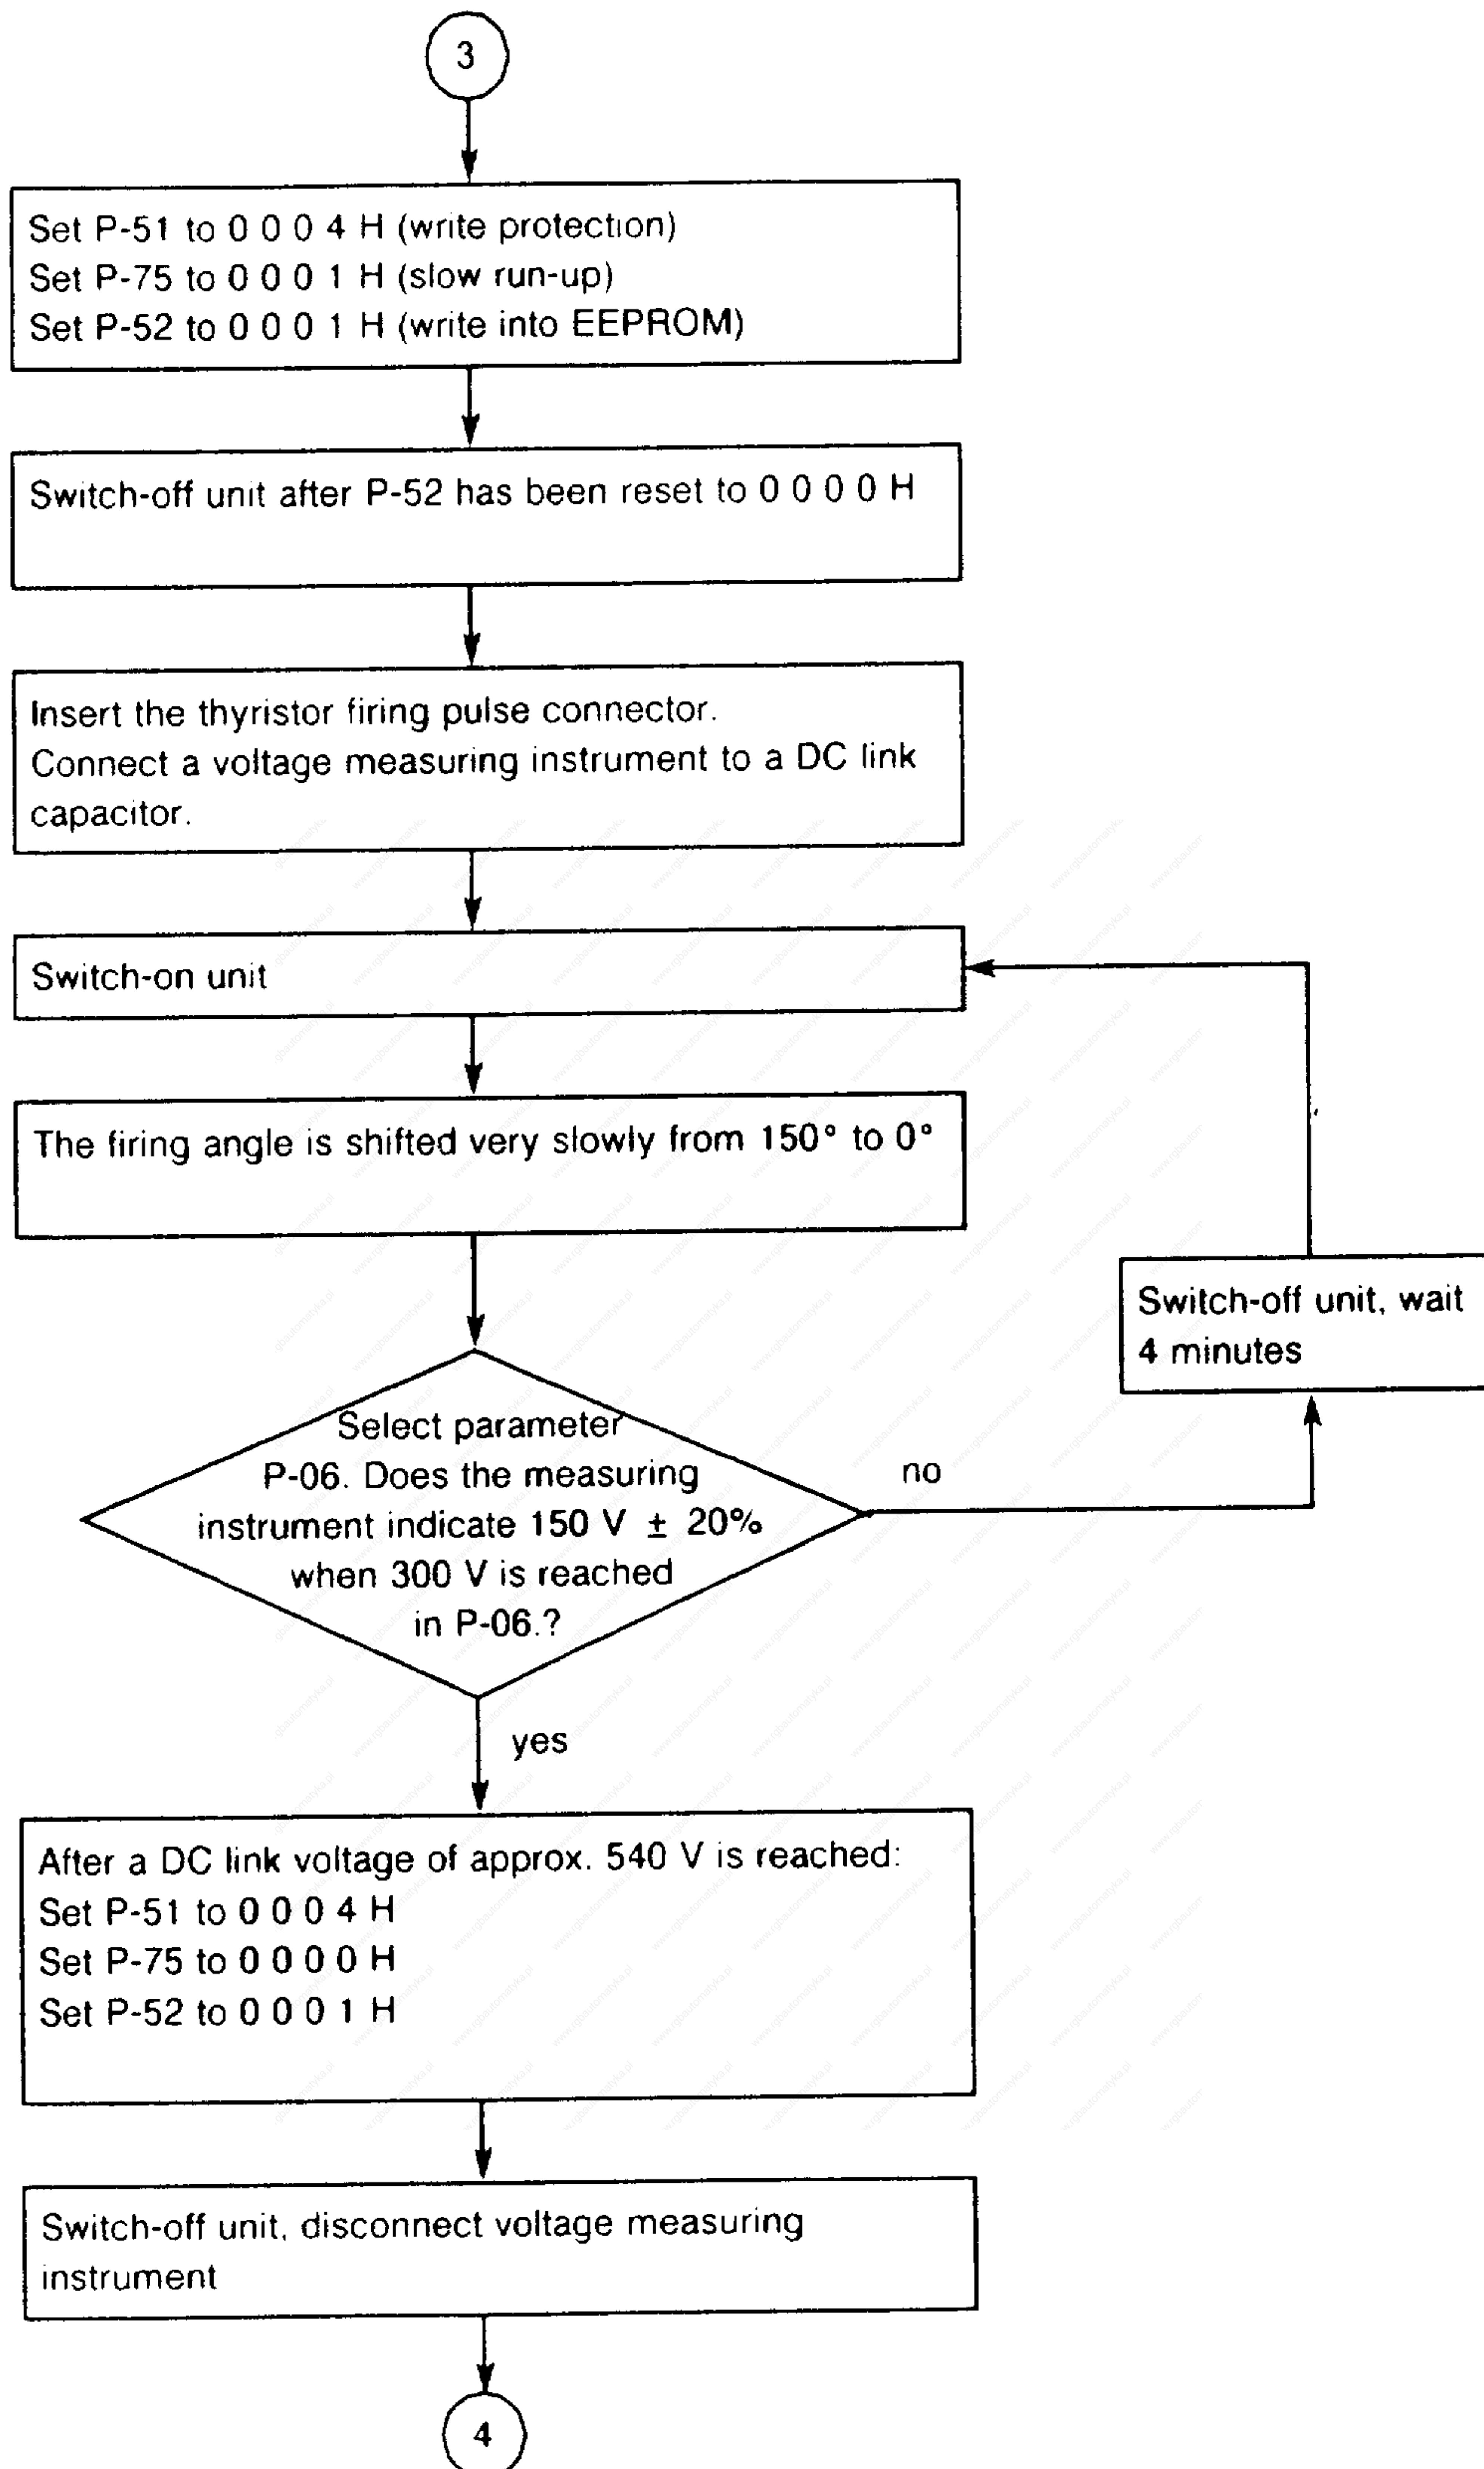 3
Set P-51 to 0 0 0 4 H (write protection)
Set P-75 to 0 0 0 1 H (slow run-up)
Set P-52 to 0 0 0 1 H (write into EEPROM)
Switch-off unit after P-52 has been reset to 0 0 0 0 H
Insert the thyristor firing pulse connector.
Connect a voltage measuring instrument to a DC link
capacitor.
Switch-on unit
The firing angle is shifted very slowly from 150° to 0°
Switch-off unit, wait
4 minutes
Select parameter
P-06. Does the measuring
instrument indicate 150 V ± 20%
when 300 V is reached
in P-06.?
no
yes
After a DC link voltage of approx. 540 V is reached:
Set P-51 to 0 0 0 4 H
Set P-75 to 0 0 0 0 H
Set P-52 to 0 0 0 1 H
Switch-off unit, disconnect voltage measuring
instrument
4